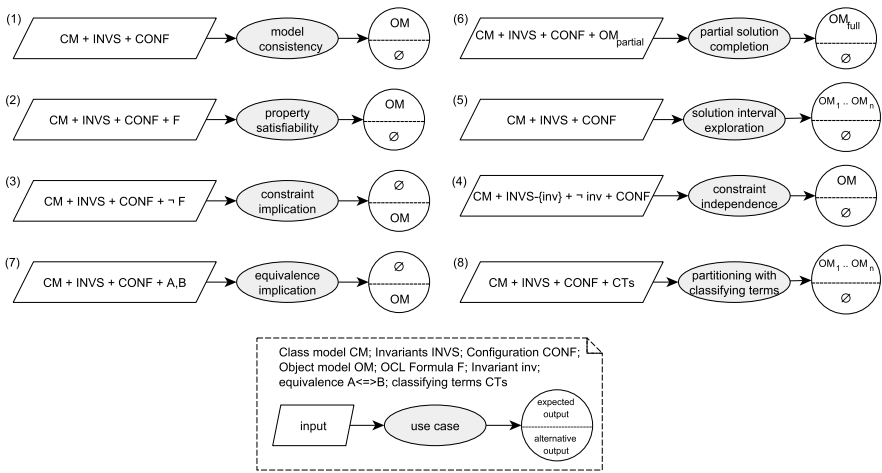 (1)
CM + INVS + CONF
model
consistency
OM
∅
(6)
CM + INVS + CONF + OM partial
partial solution
completion
OM full
∅
(2)
CM + INVS + CONF + F
property
satisfiability
OM
∅
(5)
CM + INVS + CONF
solution interval
exploration
OM1 .. OMn
∅
(3)
CM + INVS + CONF + ¬ F
constraint
implication
∅
OM
(4)
CM + INVS-{inv} + ¬ inv + CONF
constraint
independence
OM
∅
(7)
CM + INVS + CONF + A,B
equivalence
implication
∅
OM
(8)
CM + INVS + CONF + CTs
partitioning with
classifying terms
OM1 .. OMn
∅
Class model CM; Invariants INVS; Configuration CONF;
Object model OM; OCL Formula F; Invariant inv;
equivalence A<=>B; classifying terms CTs
input
use case
expected
output
alternative
output